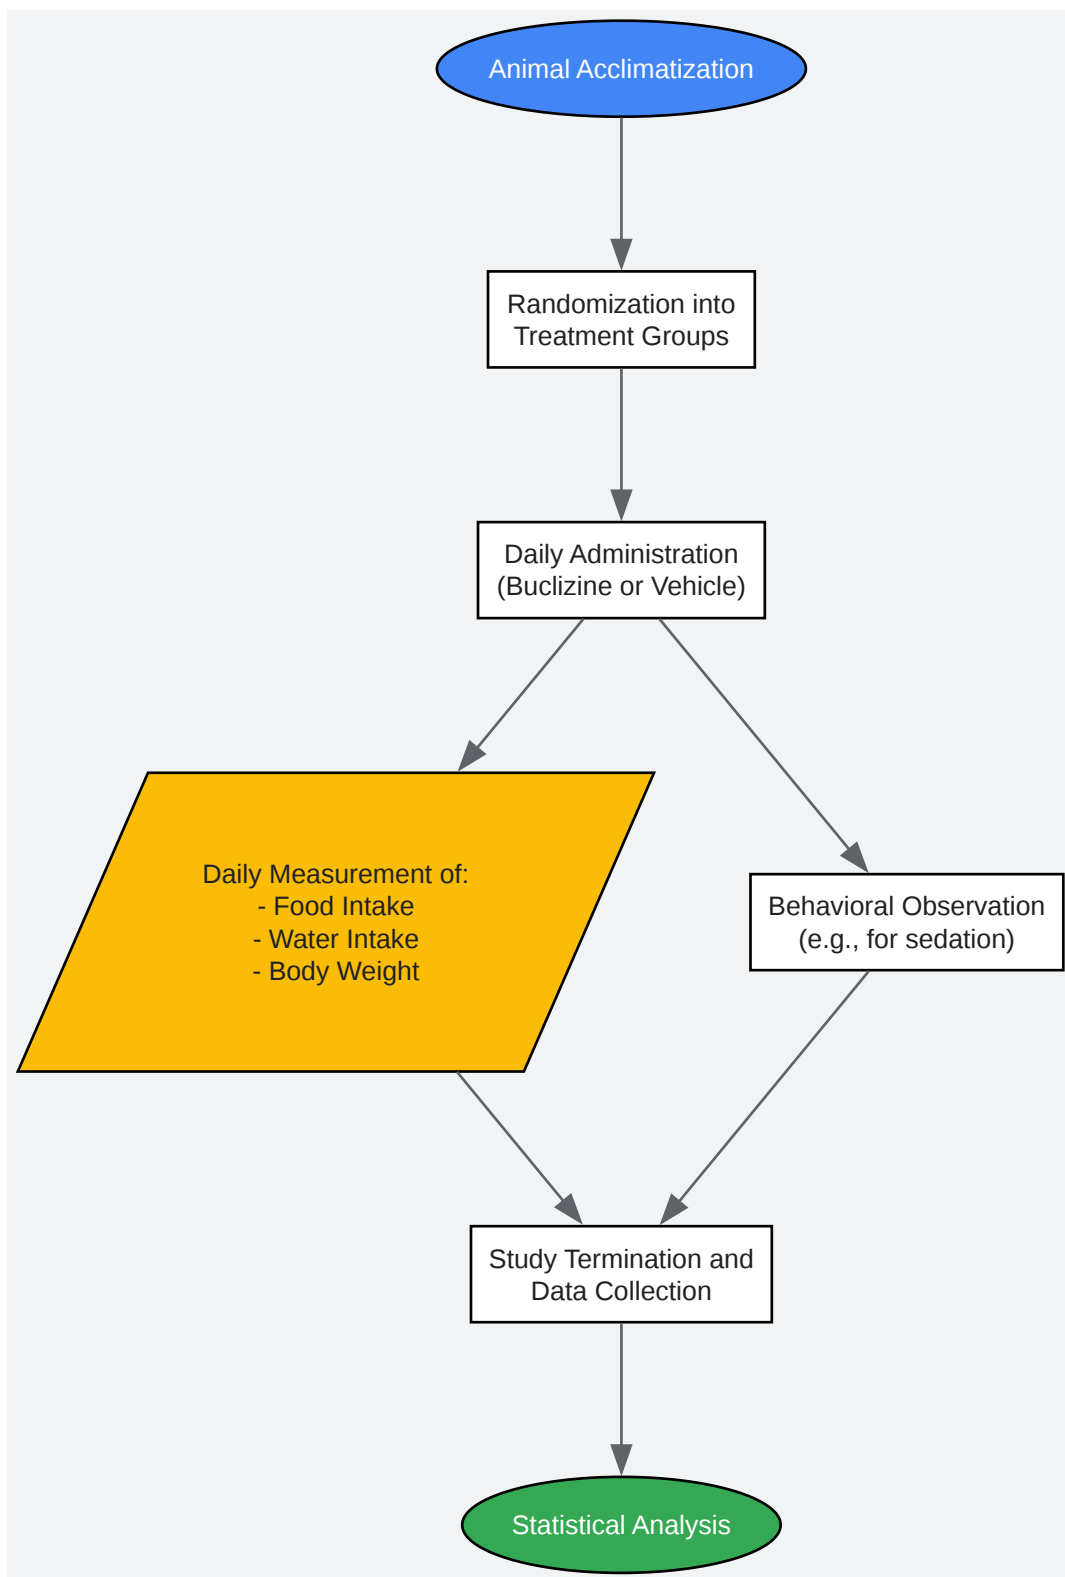 Animal Acclimatization
Randomization into
Treatment Groups
Daily Administration
(Buclizine or Vehicle)
Daily Measurement of:
- Food Intake
- Water Intake
- Body Weight
Behavioral Observation
(e.g., for sedation)
Study Termination and
Data Collection
Statistical Analysis